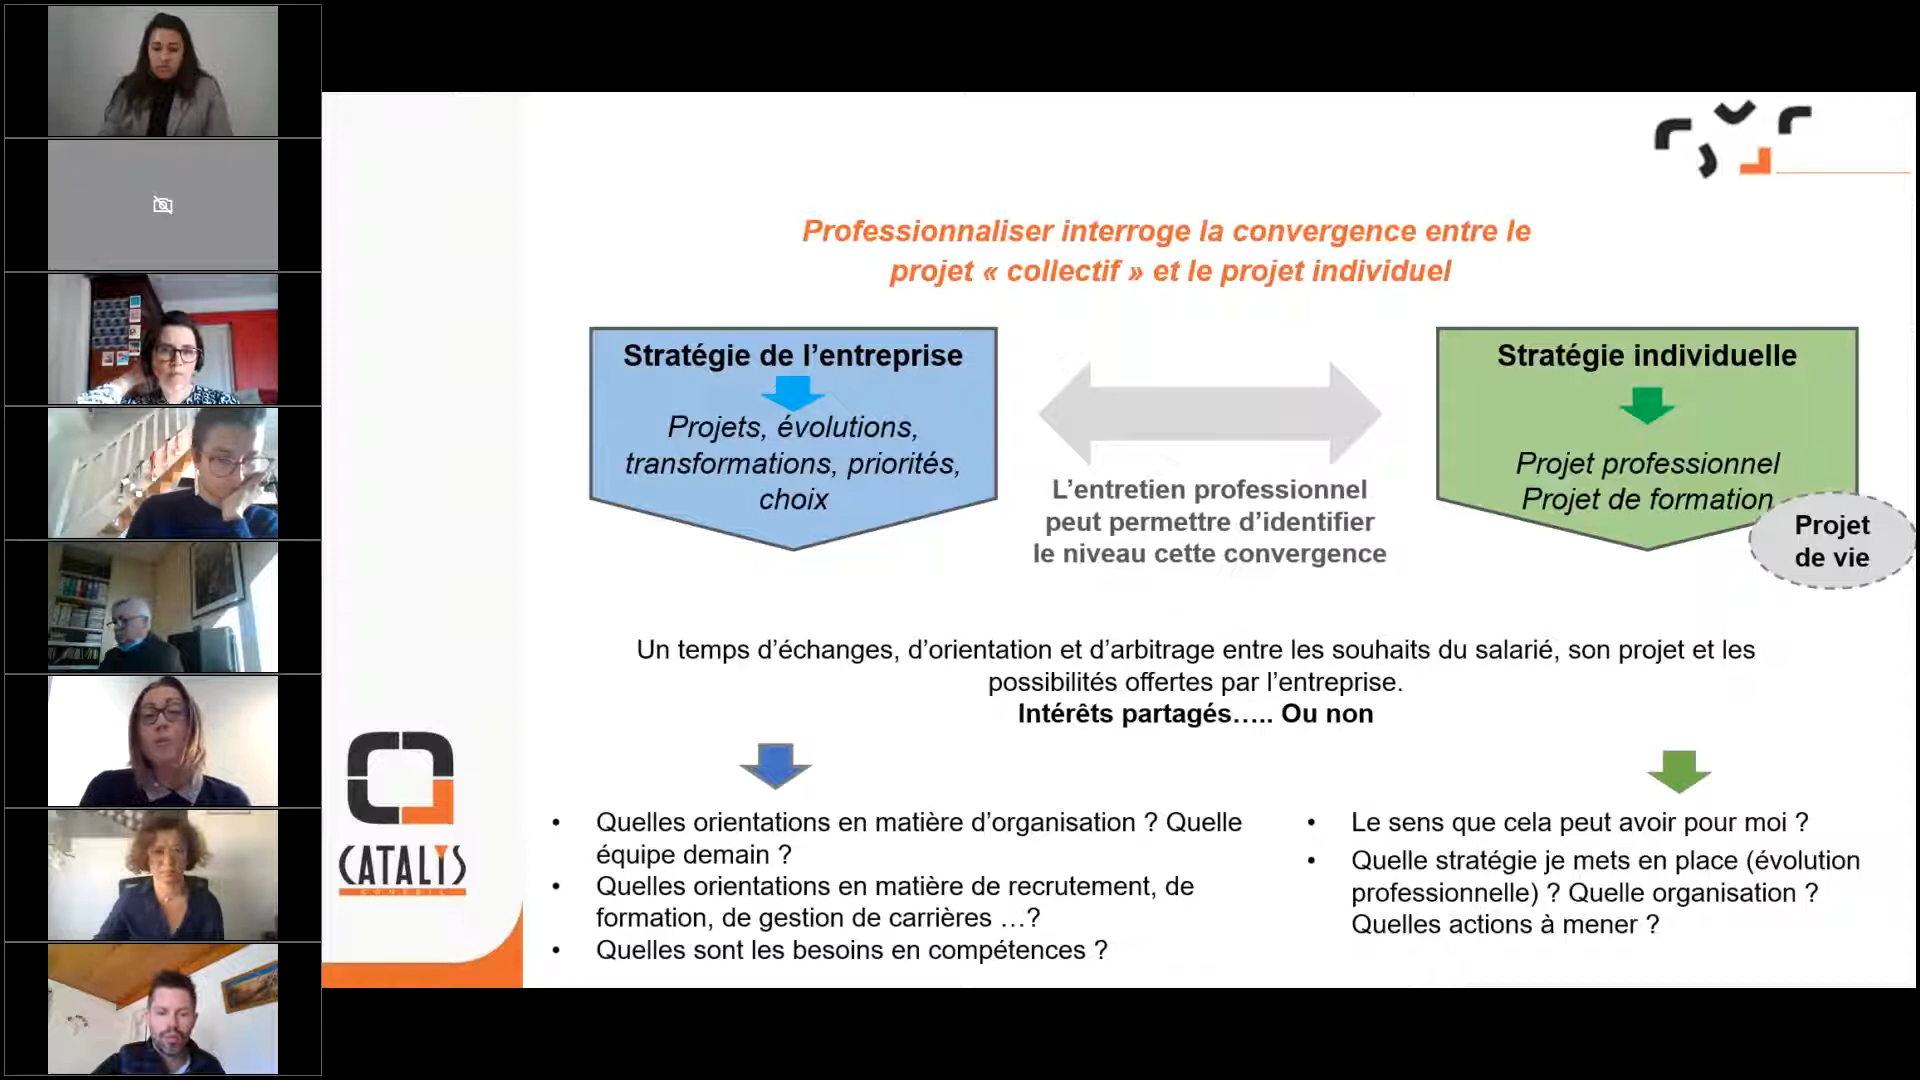 Professionnaliser interroge la convergence entre le
projet « collectif » et le projet individuel
Stratégie de l’entreprise
Projets, évolutions,
transformations, priorités,
choix
L’entretien professionnel
peut permettre d’identifier
le niveau cette convergence
Stratégie individuelle
Projet professionnel
Projet de formation
Projet
de vie
Un temps d’échanges, d’orientation et d’arbitrage entre les souhaits du salarié, son projet et les
possibilités offertes par l’entreprise.
Intérêts partagés….. Ou non
• Quelles orientations en matière d’organisation ? Quelle
équipe demain ?
• Quelles orientations en matière de recrutement, de
formation, de gestion de carrières …?
• Quelles sont les besoins en compétences ?
• Le sens que cela peut avoir pour moi ?
• Quelle stratégie je mets en place (évolution
professionnelle) ? Quelle organisation ?
Quelles actions à mener ?
CATALYS
CONSEIL